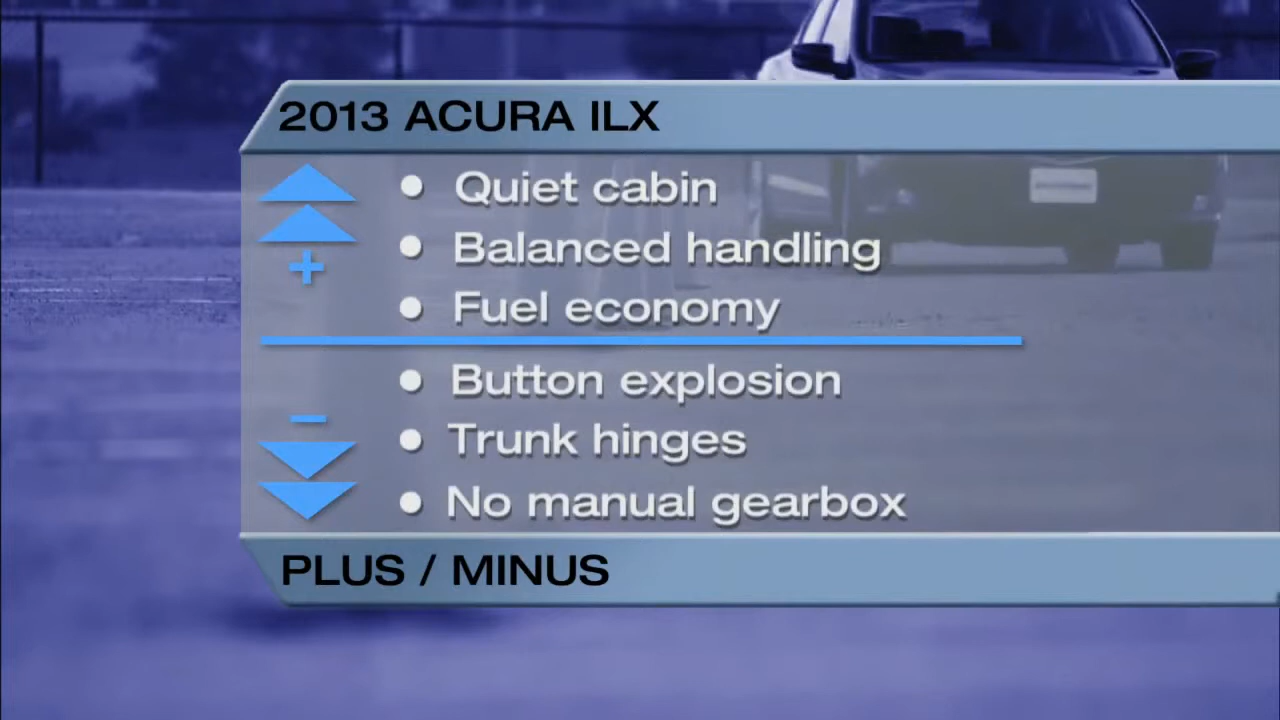 2013 ACURA ILX
+
• Quiet cabin
• Balanced handling
• Fuel economy
–
• Button explosion
• Trunk hinges
• No manual gearbox
PLUS / MINUS